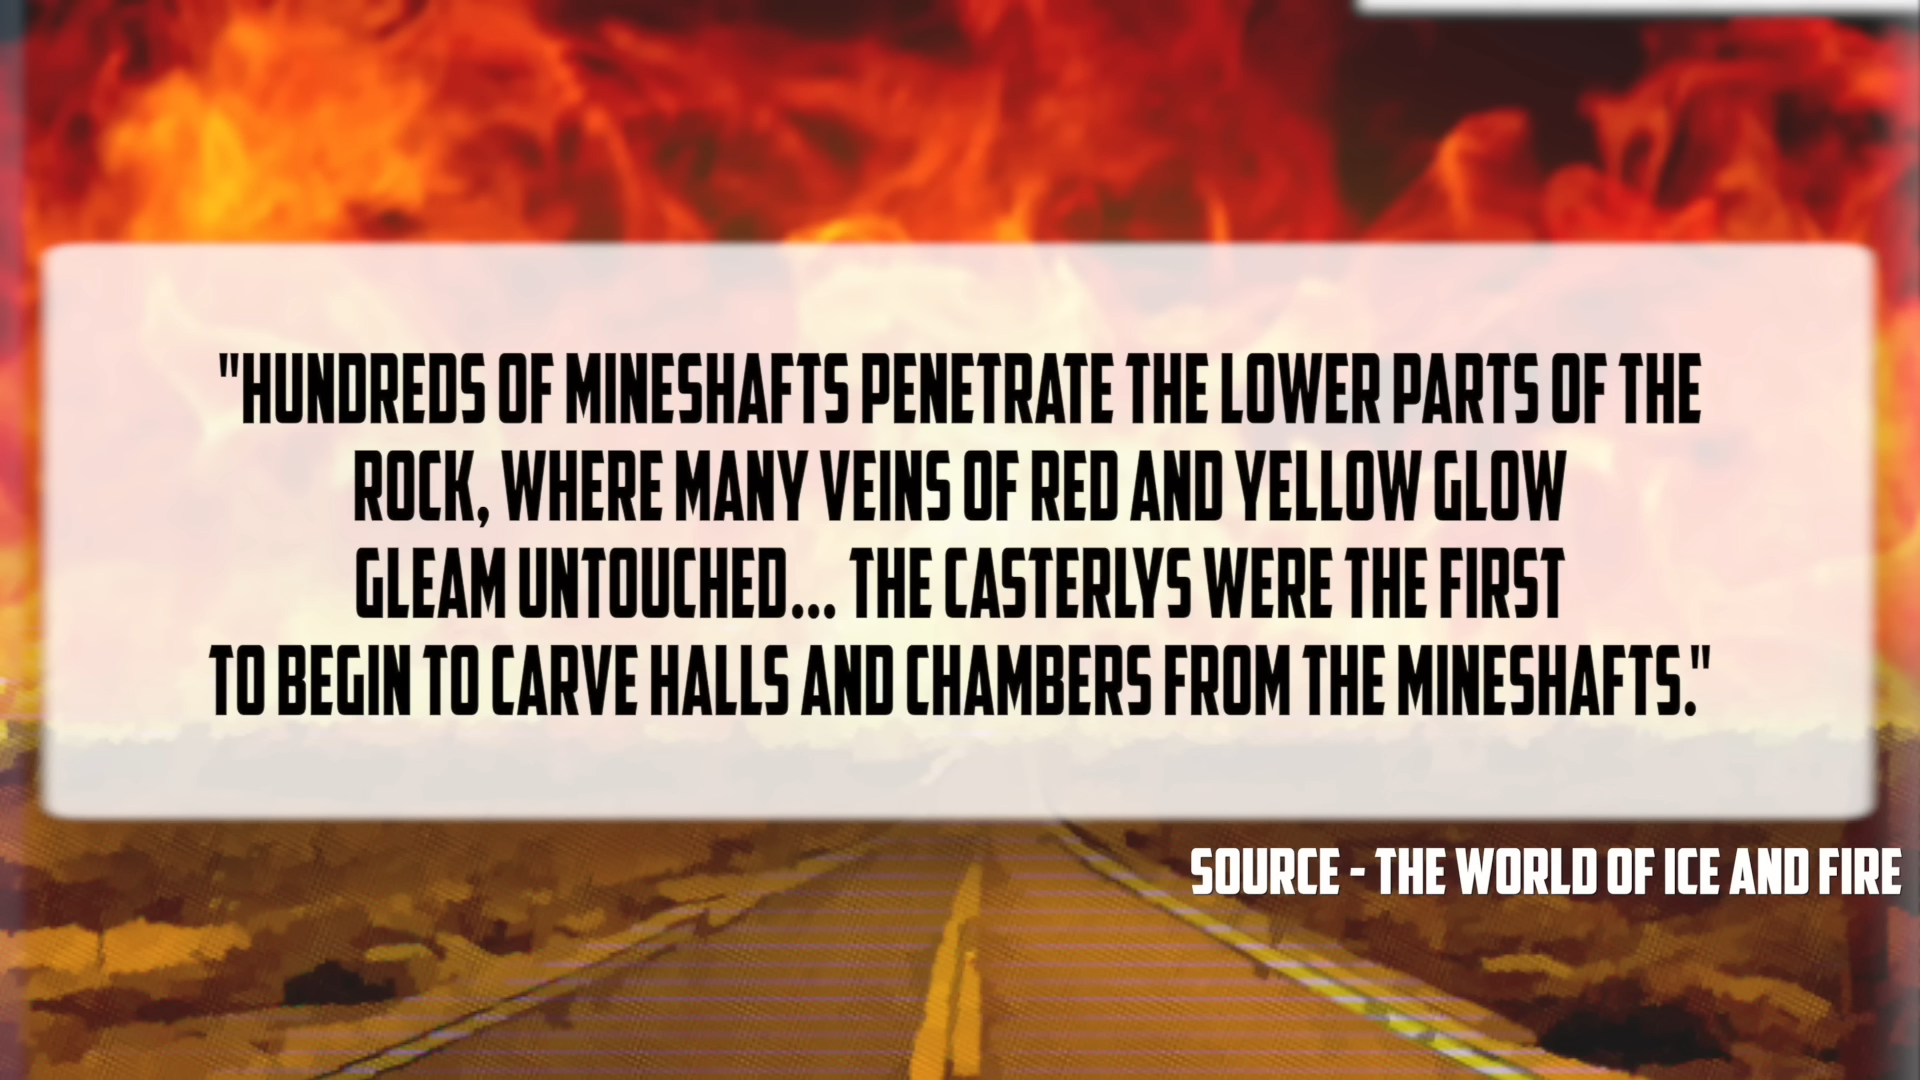 "HUNDREDS OF MINESHAFTS PENETRATE THE LOWER PARTS OF THE
ROCK, WHERE MANY VEINS OF RED AND YELLOW GLOW
GLEAM UNTOUCHED... THE CASTERLYS WERE THE FIRST
TO BEGIN TO CARVE HALLS AND CHAMBERS FROM THE MINESHAFTS."
SOURCE - THE WORLD OF ICE AND FIRE